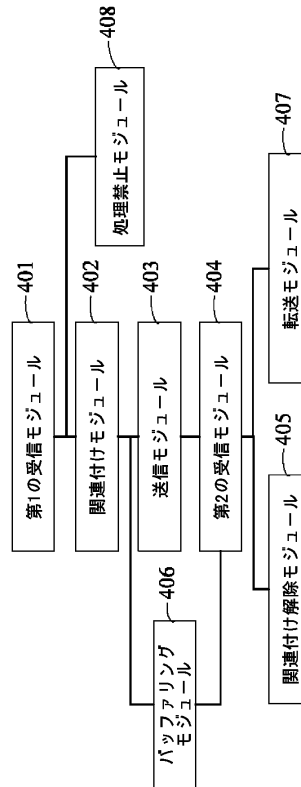 401
第1の受信モジュール
408
処理禁止モジュール
402
関連付けモジュール
403
送信モジュール
406
バッファリング
モジュール
404
第2の受信モジュール
405
関連付け解除モジュール
407
転送モジュール